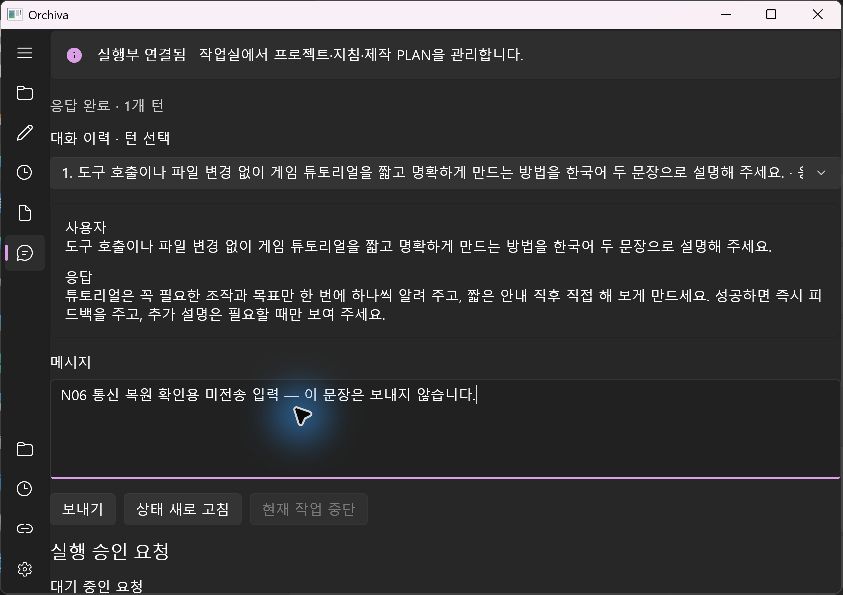 Orchiva
실행부 연결됨 작업실에서 프로젝트·지침·제작 PLAN을 관리합니다.
응답 완료 · 1개 턴
대화 이력 · 턴 선택
1. 도구 호출이나 파일 변경 없이 게임 튜토리얼을 짧고 명확하게 만드는 방법을 한국어 두 문장으로 설명해 주세요. ·
사용자
도구 호출이나 파일 변경 없이 게임 튜토리얼을 짧고 명확하게 만드는 방법을 한국어 두 문장으로 설명해 주세요.
응답
튜토리얼은 꼭 필요한 조작과 목표만 한 번에 하나씩 알려 주고, 짧은 안내 직후 직접 해 보게 만드세요. 성공하면 즉시 피
드백을 주고, 추가 설명은 필요할 때만 보여 주세요.
메시지
N06 통신 복원 확인용 미전송 입력 — 이 문장은 보내지 않습니다.
보내기 상태 새로 고침 현재 작업 중단
실행 승인 요청
대기 중인 요청